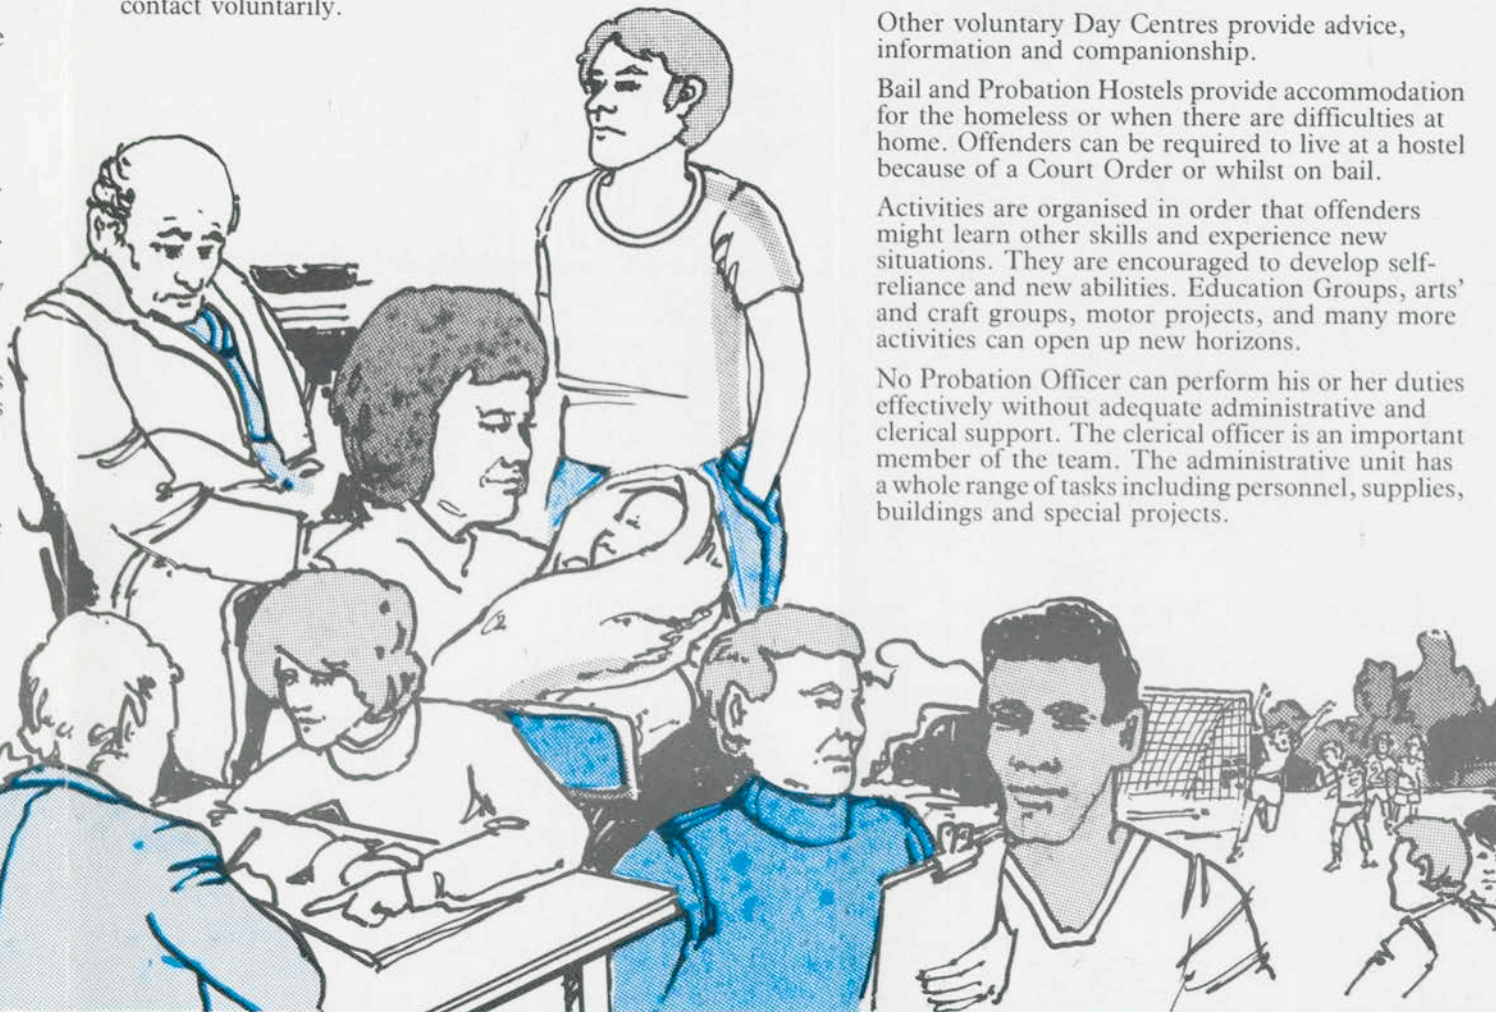 contact voluntarily.
Other voluntary Day Centres provide advice,
information and companionship.
Bail and Probation Hostels provide accommodation
for the homeless or when there are difficulties at
home. Offenders can be required to live at a hostel
because of a Court Order or whilst on bail.
Activities are organised in order that offenders
might learn other skills and experience new
situations. They are encouraged to develop self-
reliance and new abilities. Education Groups, arts’
and craft groups, motor projects, and many more
activities can open up new horizons.
No Probation Officer can perform his or her duties
effectively without adequate administrative and
clerical support. The clerical officer is an important
member of the team. The administrative unit has
a whole range of tasks including personnel, supplies,
buildings and special projects.